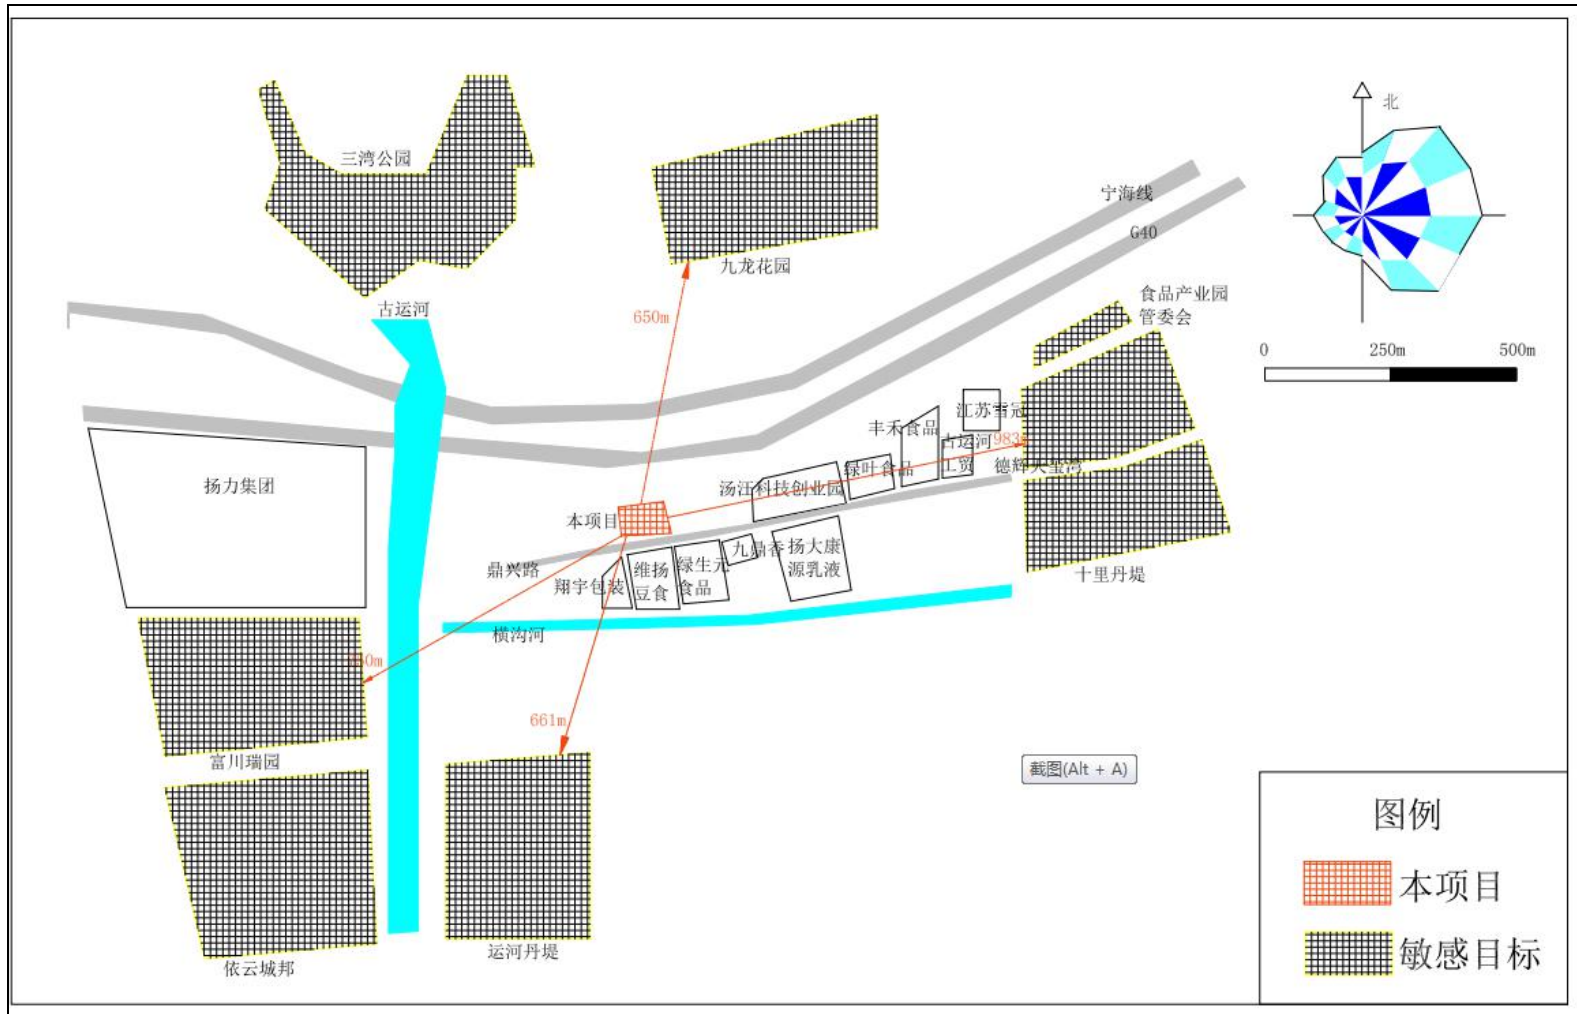 北
三湾公园
宁海线
G40
九龙花园
食品产业园
管委会
古运河
650m
0 250m 500m
江苏雪冠
丰禾食品
古运河
工贸
983m
绿叶食品
德辉天玺湾
扬力集团
汤汪科技创业园
本项目
鼎兴路
九鼎香
扬大康
源乳液
翔宇包装
维扬
豆食
绿生元
食品
十里丹堤
横沟河
661m
富川瑞园
截图(Alt + A)
运河丹堤
依云城邦
图例
本项目
敏感目标